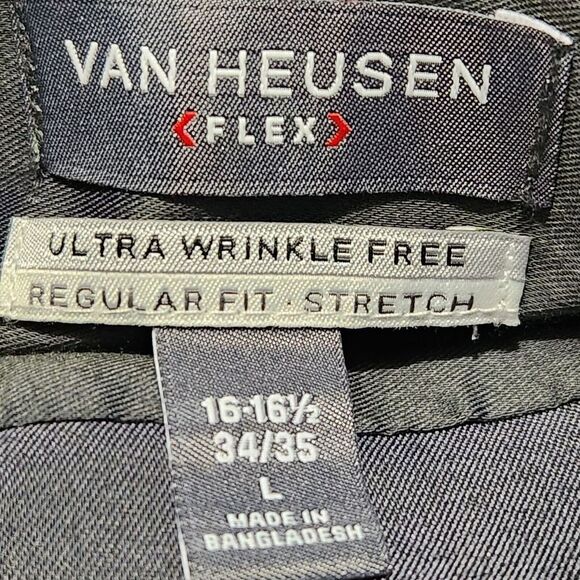 VAN HEUSEN
<FLEX>
ULTRA WRINKLE FREE
REGULAR FIT · STRETCH
16-16½
34/35
L
MADE IN
BANGLADESH